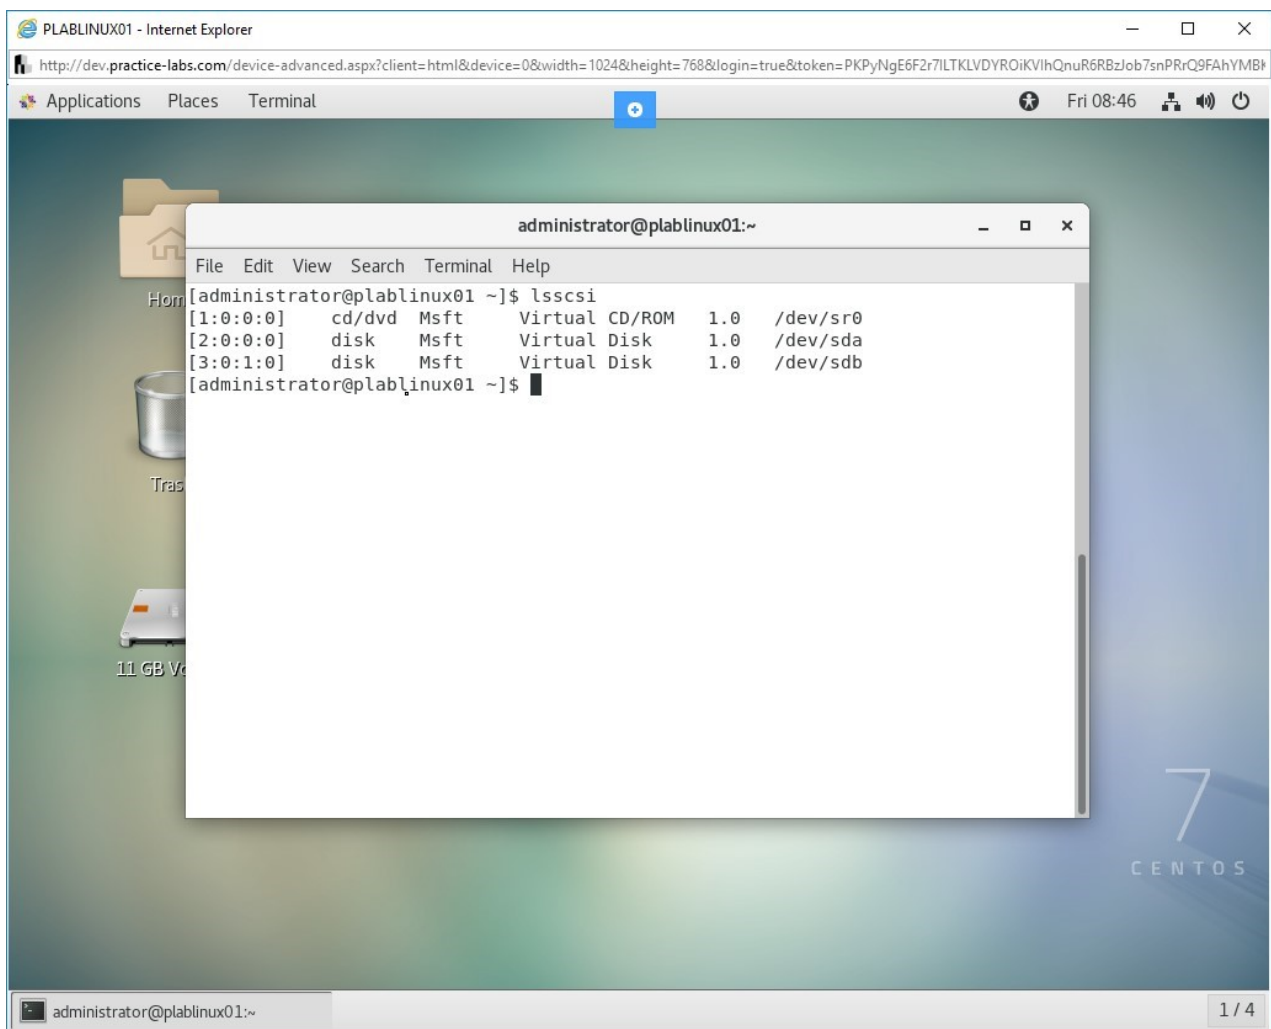 PLABLINUX01 - Internet Explorer
http://dev.practice-labs.com/device-advanced.aspx?client=html&device=0&width=1024&height=768&login=true&token=
Applications Places Terminal Fri 08:46
administrator@plablinux01:~
File Edit View Search Terminal Help
[administrator@plablinux01 ~]$ lsscsi
[1:0:0:0] cd/dvd Msft Virtual CD/ROM 1.0 /dev/sr0
[2:0:0:0] disk Msft Virtual Disk 1.0 /dev/sda
[3:0:1:0] disk Msft Virtual Disk 1.0 /dev/sdb
[administrator@plablinux01 ~]$
Hom
Tras
11 GB Vo
7
CENTOS
administrator@plablinux01:~
1 / 4